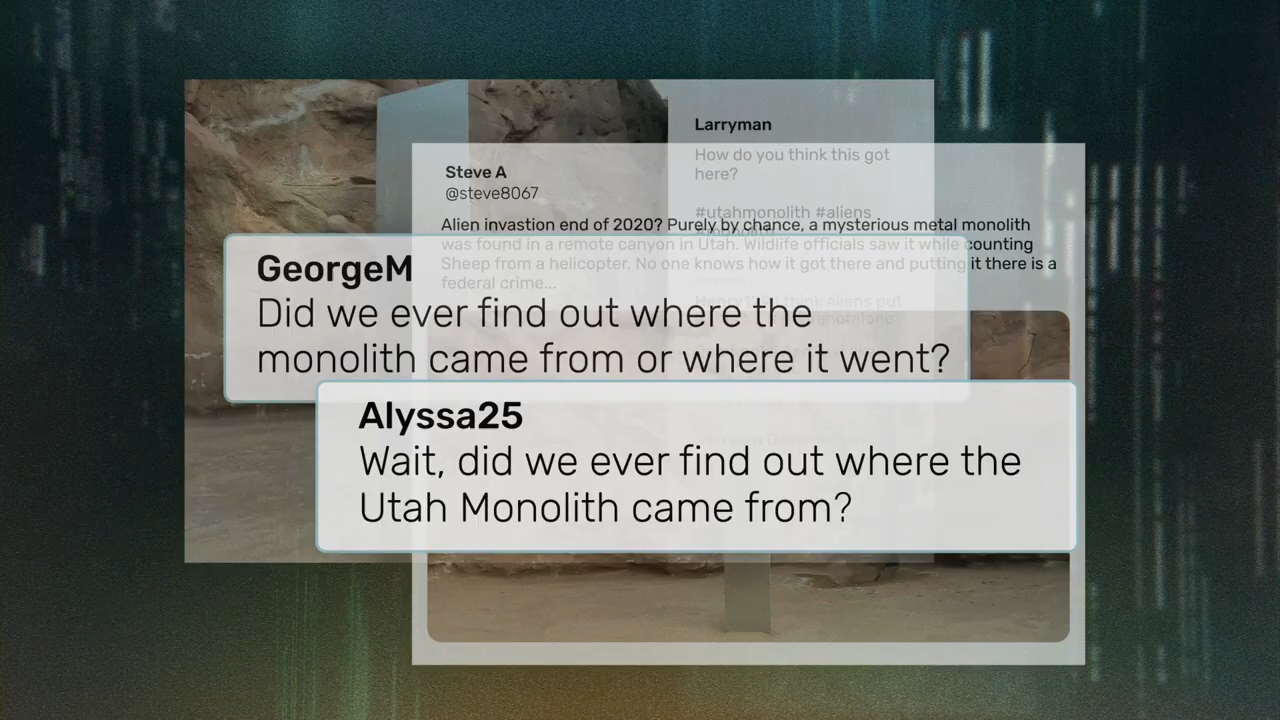 Larryman
How do you think this got
here?
#utahmonolith #aliens
Steve A
@steve8067
Alien invastion end of 2020? Purely by chance, a mysterious metal monolith
was found in a remote canyon in Utah. Wildlife officials saw it while counting
Sheep from a helicopter. No one knows how it got there and putting it there is a
federal crime...
think aliens put
GeorgeM
Did we ever find out where the
monolith came from or where it went?
Alyssa25
Wait, did we ever find out where the
Utah Monolith came from?